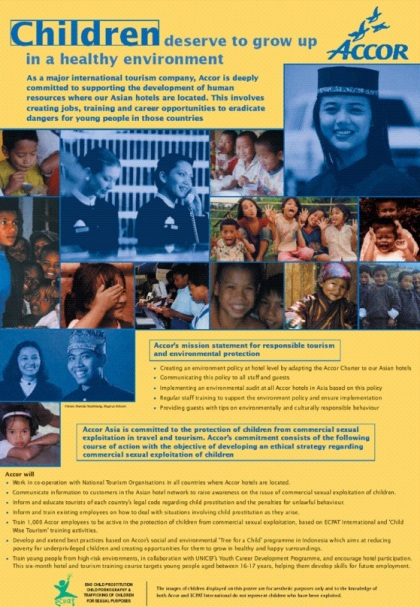 Children deserve to grow up
in a healthy environment
ACCOR
As a major international tourism company, Accor is deeply
committed to supporting the development of human
resources where our Asian hotels are located. This involves
creating jobs, training and career opportunities to eradicate
dangers for young people in those countries
Accor's mission statement for responsible tourism
and environmental protection
• Creating an environment policy at hotel level by adapting the Accor Charter to our Asian hotels
• Communicating this policy to all staff and guests
• Implementing an environmental audit at all Accor hotels in Asia based on this policy
• Regular staff training to support the environment policy and ensure implementation
• Providing guests with tips on environmentally and culturally responsible behaviour
Accor Asia is committed to the protection of children from commercial sexual
exploitation in travel and tourism. Accor's commitment consists of the following
course of action with the objective of developing an ethical strategy regarding
commercial sexual exploitation of children
Accor will
• Work in co-operation with National Tourism Organisations in all countries where Accor hotels are located.
• Communicate information to customers in the Asian hotel network to raise awareness on the issue of commercial sexual exploitation of children.
• Inform and educate tourists of each country's legal code regarding child prostitution and the penalties for unlawful behaviour.
• Inform and train existing employees on how to deal with situations involving child prostitution as they arise.
• Train 1,000 Accor employees to be active in the protection of children from commercial sexual exploitation, based on ECPAT International and 'Child
Wise Tourism' training activities.
• Develop and extend best practices based on Accor's social and environmental 'Tree for a Child' programme in Indonesia which aims at reducing
poverty for underprivileged children and creating opportunities for them to grow in healthy and happy surroundings.
• Train young people from high-risk environments, in collaboration with UNICEF's Youth Career Development Programme, and encourage hotel participation.
This six month hotel and tourism training course targets young people aged between 16-17 years, helping them develop skills for future employment.
ECPAT
END CHILD PROSTITUTION
CHILD PORNOGRAPHY &
TRAFFICKING OF CHILDREN
FOR SEXUAL PURPOSES
The images of children displayed on this poster are for aesthetic purposes only and to the knowledge of
both Accor and ECPAT International do not represent children who have been exploited.